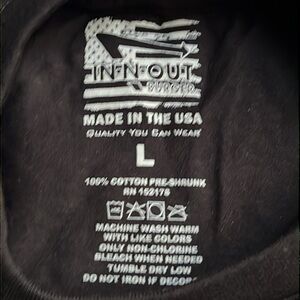 IN-N-OUT
BURGER
MADE IN THE USA
QUALITY YOU CAN WEAR
L
100% COTTON PRE-SHRUNK
RN 152178
MACHINE WASH WARM
WITH LIKE COLORS
ONLY NON-CHLORINE
BLEACH WHEN NEEDED
TUMBLE DRY LOW
DO NOT IRON IF DECOR